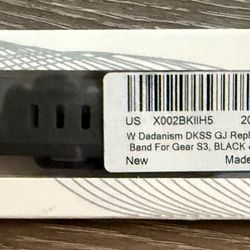 US X002BKIIH5 20
W Dadanism DKSS GJ Repl
Band For Gear S3, BLACK
New Made